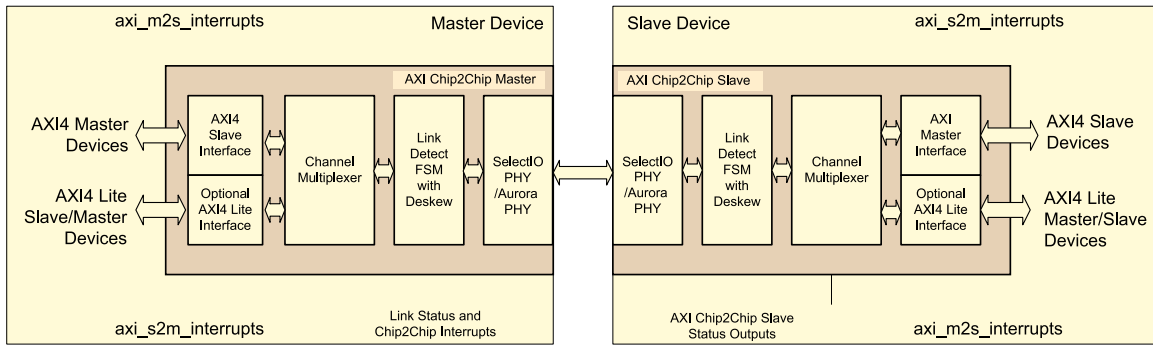 axi_m2s_interrupts
Master Device
Slave Device
axi_s2m_interrupts
AXI Chip2Chip Master
AXI Chip2Chip Slave
AXI4 Master
Devices
AXI4 Lite
Slave/Master
Devices
AXI4
Slave
Interface
Optional
AXI4 Lite
Interface
Channel
Multiplexer
Link
Detect
FSM
with
Deskew
SelectIO
PHY
/Aurora
PHY
SelectIO
PHY
/Aurora
PHY
Link
Detect
FSM
with
Deskew
Channel
Multiplexer
AXI
Master
Interface
Optional
AXI4 Lite
Interface
AXI4 Slave
Devices
AXI4 Lite
Master/Slave
Devices
axi_s2m_interrupts
Link Status and
Chip2Chip Interrupts
AXI Chip2Chip Slave
Status Outputs
axi_m2s_interrupts